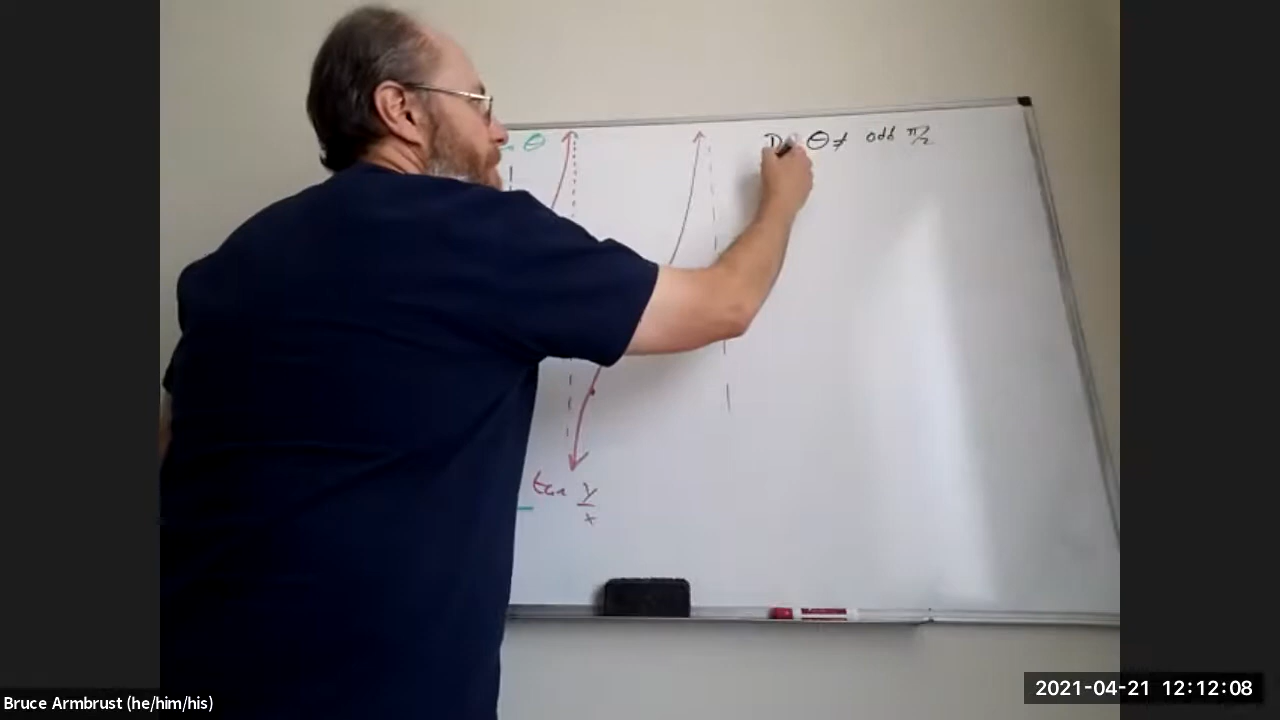 θ
D: θ ≠ odd π/2
tan y/x
Bruce Armbrust (he/him/his)
2021-04-21 12:12:08